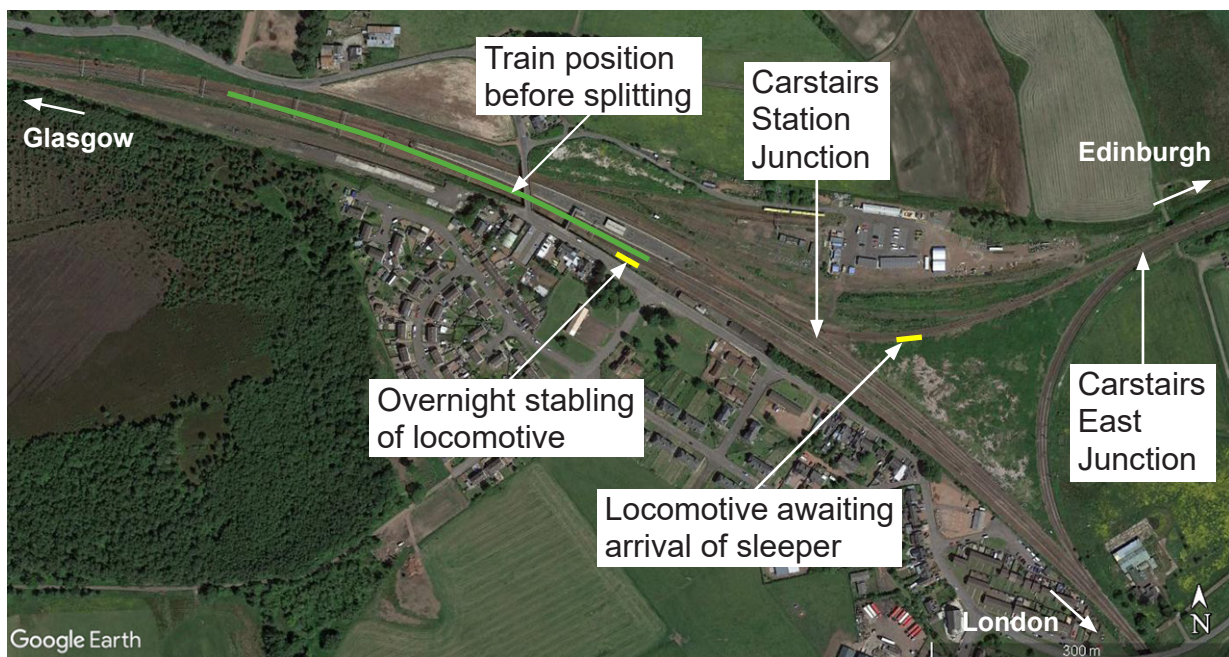 Train position
before splitting
Carstairs
Station
Junction
Glasgow
Edinburgh
Overnight stabling
of locomotive
Carstairs
East
Junction
Locomotive awaiting
arrival of sleeper
London
N
300 m
Google Earth